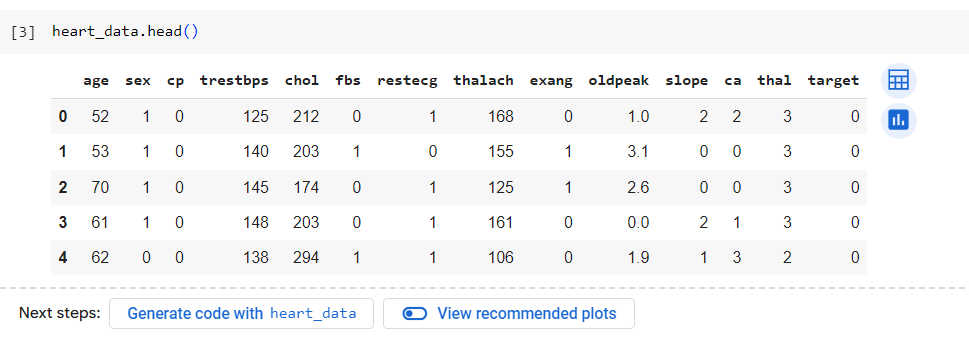 [3] heart_data.head()
age sex cp trestbps chol fbs restecg thalach exang oldpeak slope ca thal target
0 52 1 0 125 212 0 1 168 0 1.0 2 2 3 0
1 53 1 0 140 203 1 0 155 1 3.1 0 0 3 0
2 70 1 0 145 174 0 1 125 1 2.6 0 0 3 0
3 61 1 0 148 203 0 1 161 0 0.0 2 1 3 0
4 62 0 0 138 294 1 1 106 0 1.9 1 3 2 0
Next steps: Generate code with heart_data View recommended plots